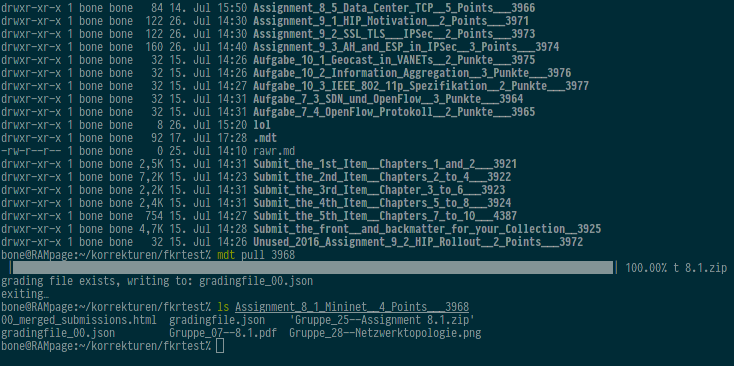 drwxr-xr-x 1 bone bone   84 14. Jul 15:50 Assignment_8_5_Data_Center_TCP__5_Points___3966
drwxr-xr-x 1 bone bone  122 26. Jul 14:30 Assignment_9_1_HIP_Motivation__2_Points___3971
drwxr-xr-x 1 bone bone  122 26. Jul 14:30 Assignment_9_2_SSL_TLS___IPSec__2_Points___3973
drwxr-xr-x 1 bone bone  160 26. Jul 14:40 Assignment_9_3_AH_and_ESP_in_IPSec__3_Points___3974
drwxr-xr-x 1 bone bone   32 15. Jul 14:26 Aufgabe_10_1_Geocast_in_VANETs__2_Punkte___3975
drwxr-xr-x 1 bone bone   32 15. Jul 14:26 Aufgabe_10_2_Information_Aggregation__3_Punkte___3976
drwxr-xr-x 1 bone bone   32 15. Jul 14:27 Aufgabe_10_3_IEEE_802_11p_Spezifikation__2_Punkte___3977
drwxr-xr-x 1 bone bone   32 15. Jul 14:31 Aufgabe_7_3_SDN_und_OpenFlow__3_Punkte___3964
drwxr-xr-x 1 bone bone   32 15. Jul 14:31 Aufgabe_7_4_OpenFlow_Protokoll__2_Punkte___3965
drwxr-xr-x 1 bone bone    8 26. Jul 15:20 lol
drwxr-xr-x 1 bone bone   92 17. Jul 17:28 .mdt
-rw-r--r-- 1 bone bone    0 25. Jul 14:10 rawr.md
drwxr-xr-x 1 bone bone 2,5K 15. Jul 14:31 Submit_the_1st_Item__Chapters_1_and_2___3921
drwxr-xr-x 1 bone bone 7,2K 15. Jul 14:23 Submit_the_2nd_Item__Chapters_2_to_4___3922
drwxr-xr-x 1 bone bone 2,2K 15. Jul 14:31 Submit_the_3rd_Item__Chapter_3_to_6___3923
drwxr-xr-x 1 bone bone 2,4K 15. Jul 14:31 Submit_the_4th_Item__Chapters_5_to_8___3924
drwxr-xr-x 1 bone bone  754 15. Jul 14:27 Submit_the_5th_Item__Chapters_7_to_10___4387
drwxr-xr-x 1 bone bone 4,7K 15. Jul 14:28 Submit_the_front__and_backmatter_for_your_Collection__3925
drwxr-xr-x 1 bone bone   32 15. Jul 14:26 Unused_2016_Assignment_9_2_HIP_Rollout__2_Points___3972
bone@RAMpage:~/korrekturen/fkrtest% mdt pull 3968
| | 100.00% t 8.1.zip
grading file exists, writing to: gradingfile_00.json
exiting…
bone@RAMpage:~/korrekturen/fkrtest% ls Assignment_8_1_Mininet__4_Points___3968
00_merged_submissions.html  gradingfile.json    'Gruppe_25--Assignment 8.1.zip'
gradingfile_00.json         Gruppe_07--8.1.pdf  Gruppe_28--Netzwerktopologie.png
bone@RAMpage:~/korrekturen/fkrtest%